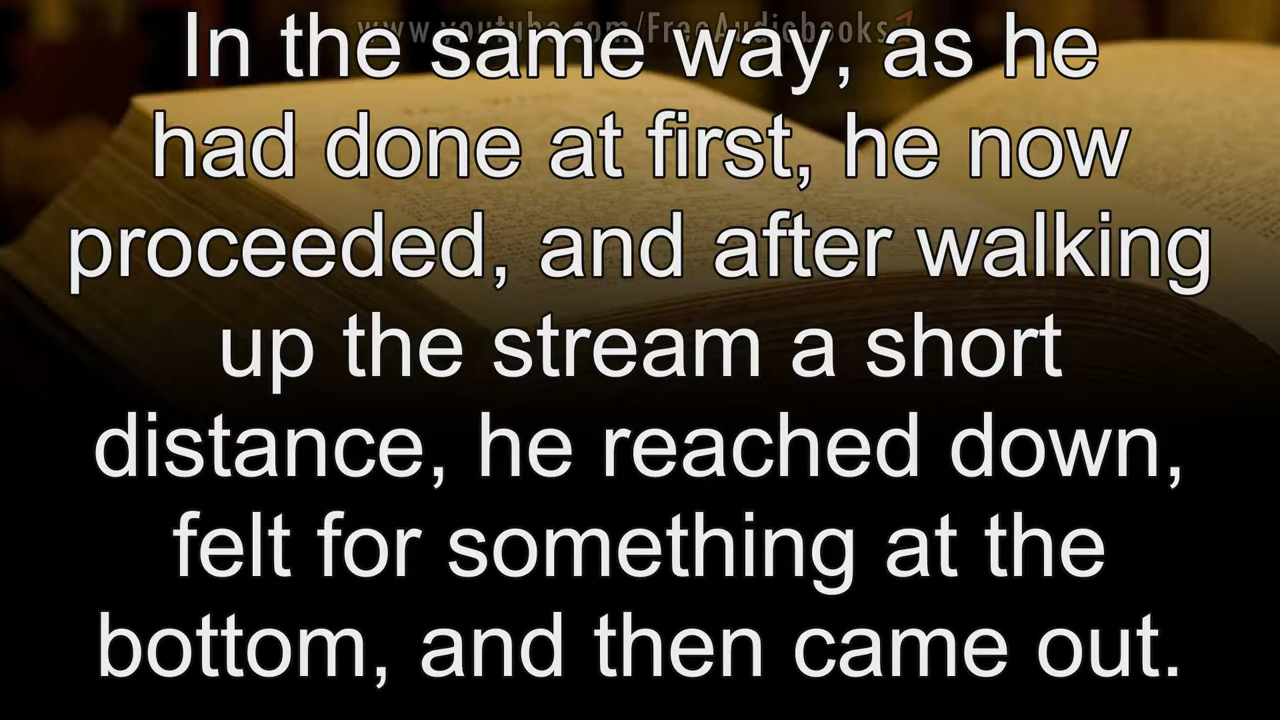 www.youtube.com/FreeAudiobooks1
In the same way, as he
had done at first, he now
proceeded, and after walking
up the stream a short
distance, he reached down,
felt for something at the
bottom, and then came out.